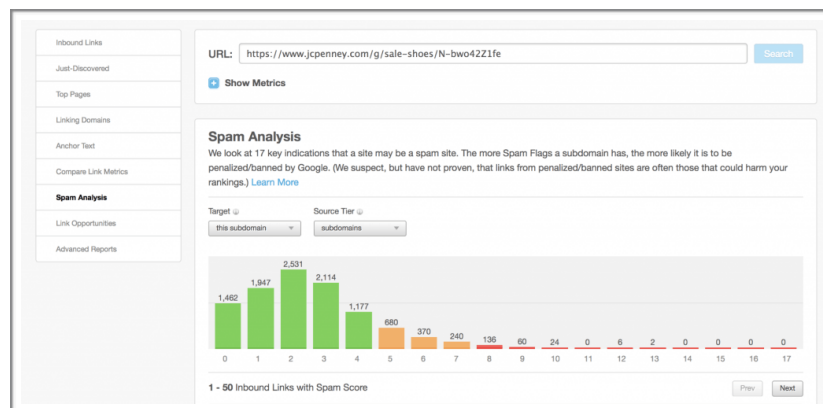 Inbound Links
Just-Discovered
Top Pages
Linking Domains
Anchor Text
Compare Link Metrics
Spam Analysis
Link Opportunities
Advanced Reports
URL: https://www.jcpenney.com/g/sale-shoes/N-bwo42Z1fe Search
Show Metrics
Spam Analysis
We look at 17 key indications that a site may be a spam site. The more Spam Flags a subdomain has, the more likely it is to be
penalized/banned by Google. (We suspect, but have not proven, that links from penalized/banned sites are often those that could harm your
rankings.) Learn More
Target Source Tier
this subdomain subdomains
1,462 1,947 2,531 2,114 1,177 680 370 240 136 60 24 0 6 2 0 0 0 0
0 1 2 3 4 5 6 7 8 9 10 11 12 13 14 15 16 17
1 - 50 Inbound Links with Spam Score Prev Next